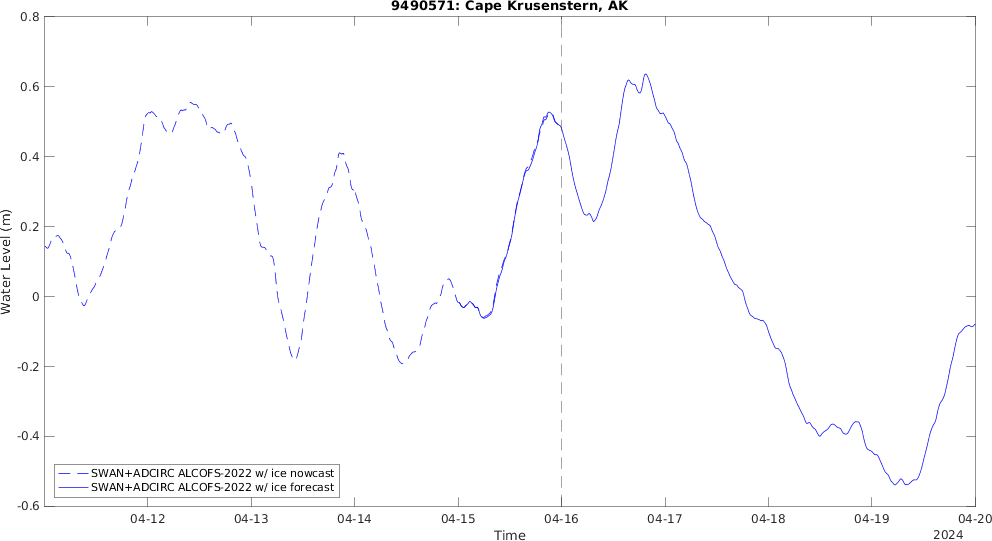 9490571: Cape Krusenstern, AK
0.8
0.6
0.4
0.2
0
-0.2
-0.4
-0.6
Water Level (m)
SWAN+ADCIRC ALCOFS-2022 w/ ice nowcast
SWAN+ADCIRC ALCOFS-2022 w/ ice forecast
04-12 04-13 04-14 04-15 04-16 04-17 04-18 04-19 04-20
Time
2024